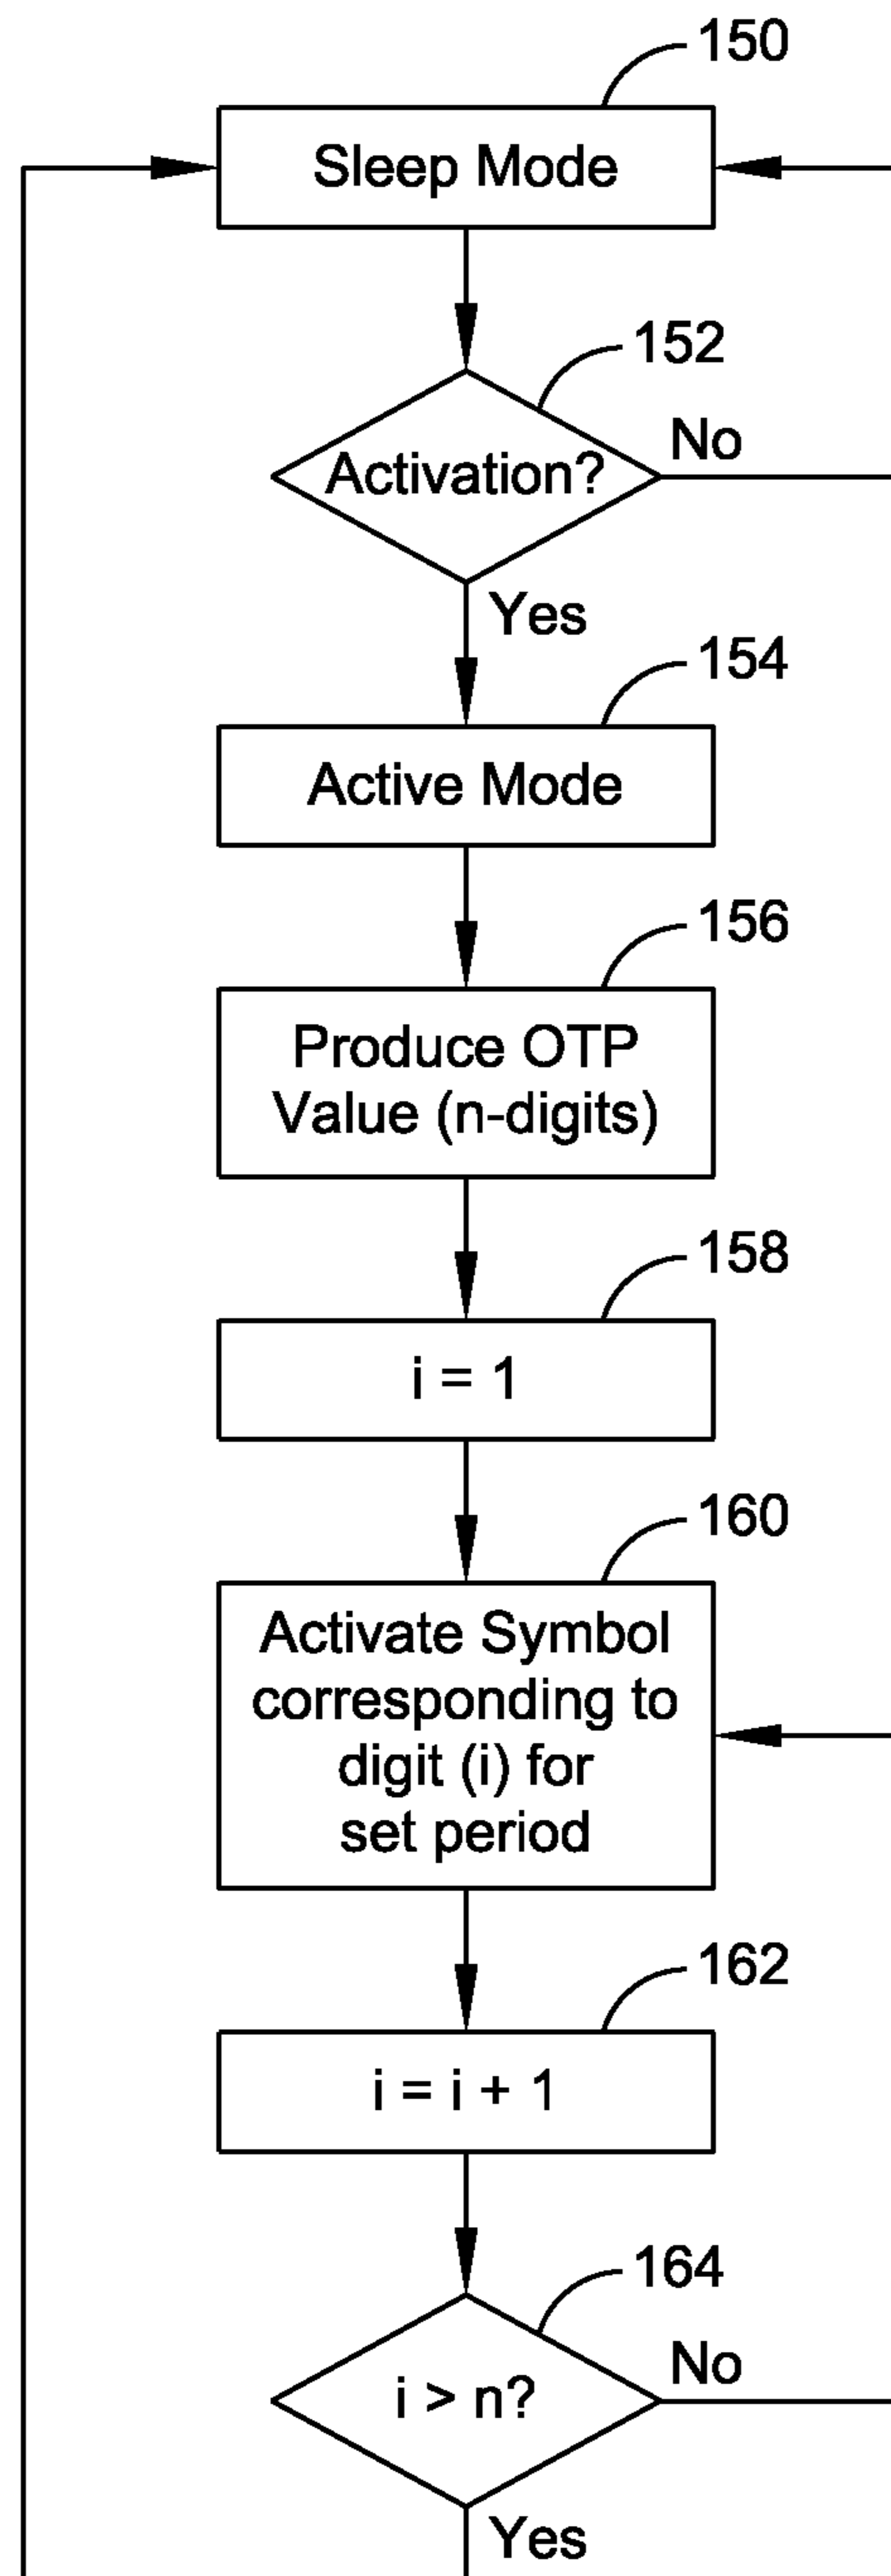 150
Sleep Mode
152
Activation?
No
Yes
154
Active Mode
156
Produce OTP
Value (n-digits)
158
i = 1
160
Activate Symbol
corresponding to
digit (i) for
set period
162
i = i + 1
164
i > n?
No
Yes